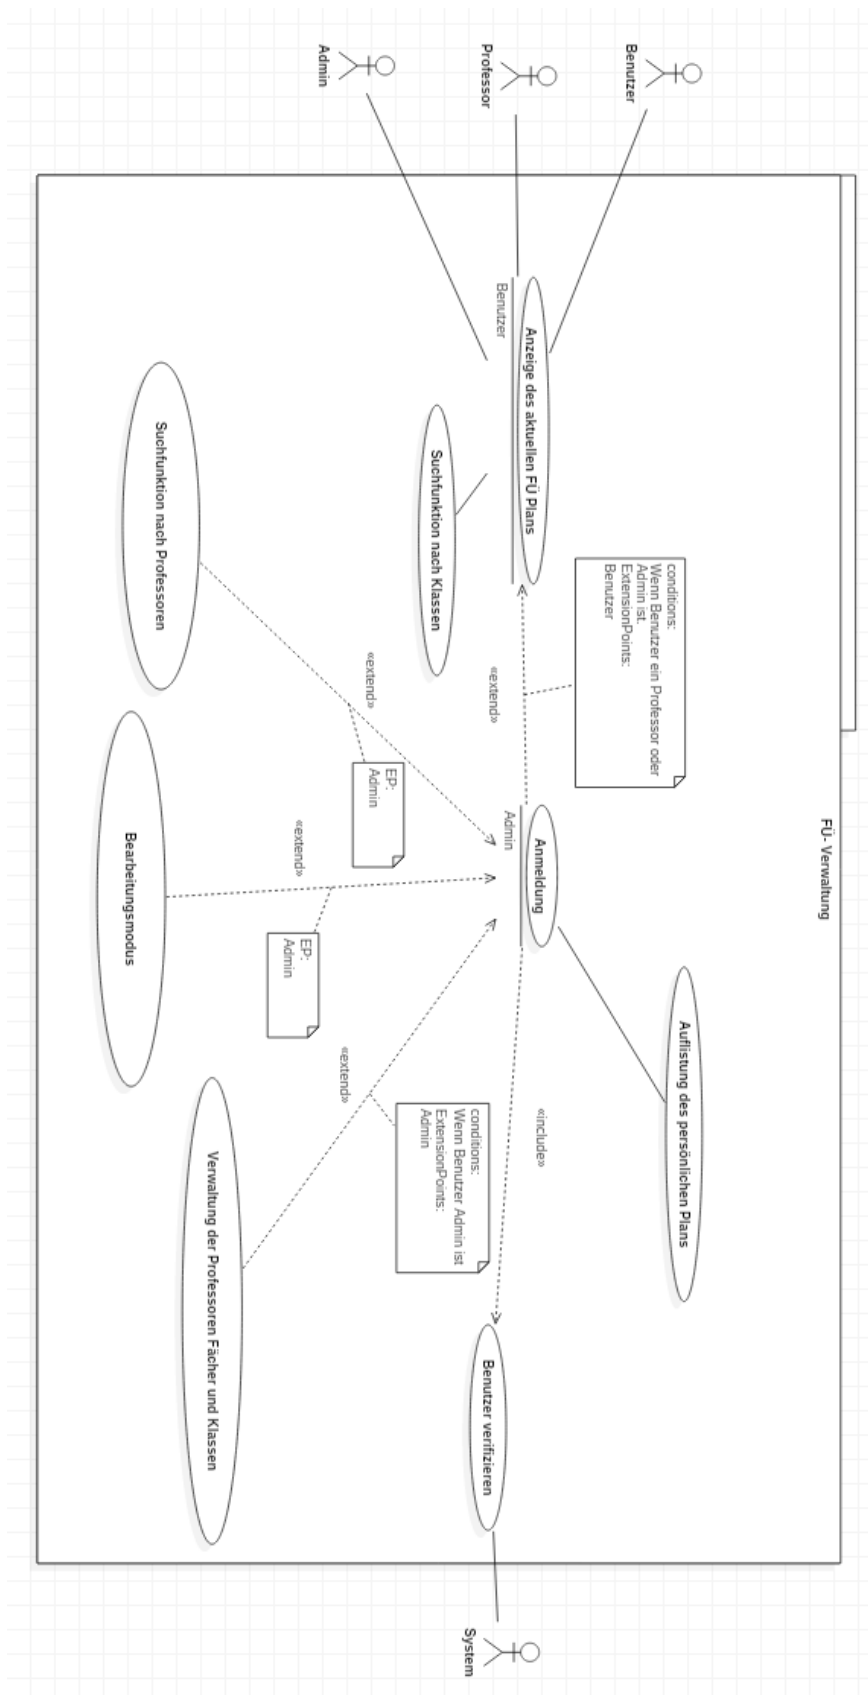 FÜ- Verwaltung
Benutzer
Professor
Admin
Anzeige des aktuellen FÜ Plans
Benutzer
Suchfunktion nach Klassen
Suchfunktion nach Professoren
conditions:
Wenn Benutzer ein Professor oder
Admin ist.
ExtensionPoints:
Benutzer
«extend»
«extend»
EP:
Admin
Anmeldung
Admin
«extend»
EP:
Admin
Bearbeitungsmodus
Auflistung des persönlichen Plans
«include»
«extend»
conditions:
Wenn Benutzer Admin ist
ExtensionPoints:
Admin
Verwaltung der Professoren Fächer und Klassen
Benutzer verifizieren
System